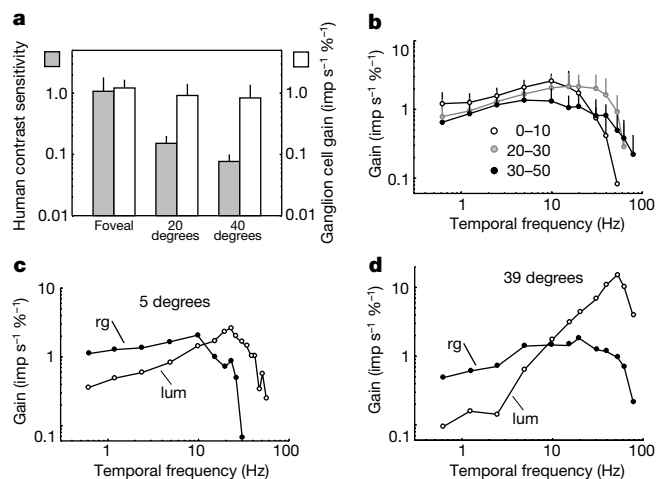 a
Human contrast sensitivity
1.0
0.1
0.01
Foveal
20
degrees
40
degrees
1.0
0.1
0.01
Ganglion cell gain (imp s⁻¹ %⁻¹)
b
Gain (imp s⁻¹ %⁻¹)
10
1
0.1
0–10
20–30
30–50
1
10
100
Temporal frequency (Hz)
c
Gain (imp s⁻¹ %⁻¹)
10
1
0.1
5 degrees
rg
lum
1
10
100
Temporal frequency (Hz)
d
Gain (imp s⁻¹ %⁻¹)
10
1
0.1
39 degrees
rg
lum
1
10
100
Temporal frequency (Hz)